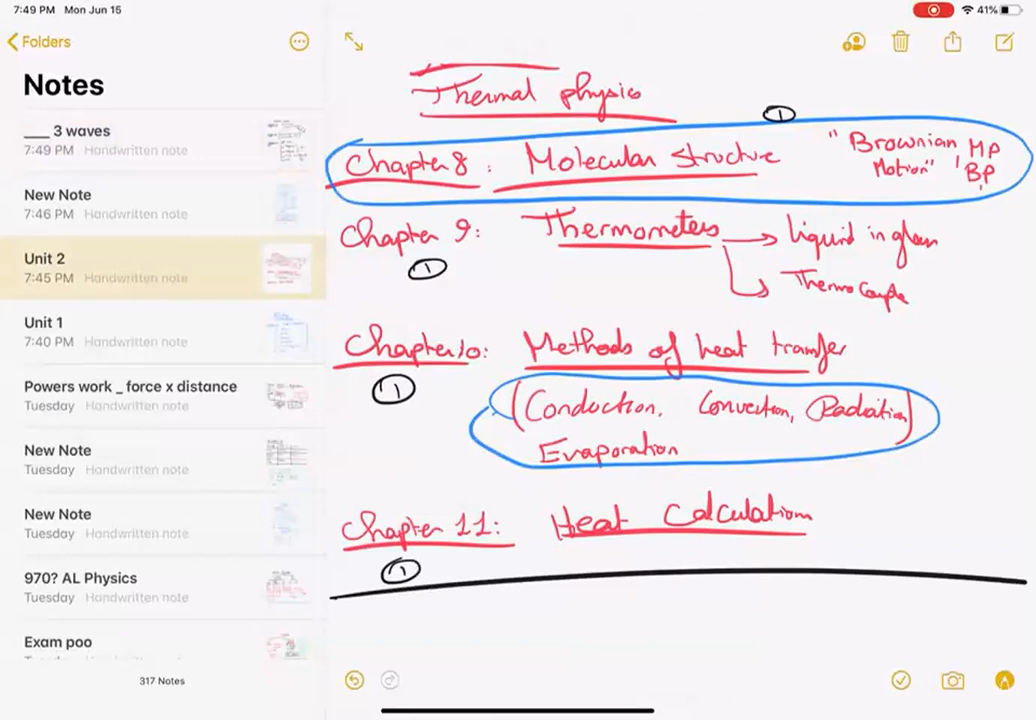 7:49 PM Mon Jun 15
41%
Folders
Notes
___ 3 waves
7:49 PM Handwritten note
New Note
7:46 PM Handwritten note
Unit 2
7:45 PM Handwritten note
Unit 1
7:40 PM Handwritten note
Powers work _ force x distance
Tuesday Handwritten note
New Note
Tuesday Handwritten note
New Note
Tuesday Handwritten note
970? AL Physics
Tuesday Handwritten note
Exam poo
317 Notes
Thermal physics
1
Chapter 8: Molecular Structure "Brownian MP
Motion" BP
Chapter 9: Thermometers → Liquid in glass
1
Thermocouple
Chapter 10: Methods of heat transfer
1
(Conduction, Convection, Radiation)
Evaporation
Chapter 11: Heat Calculations
1